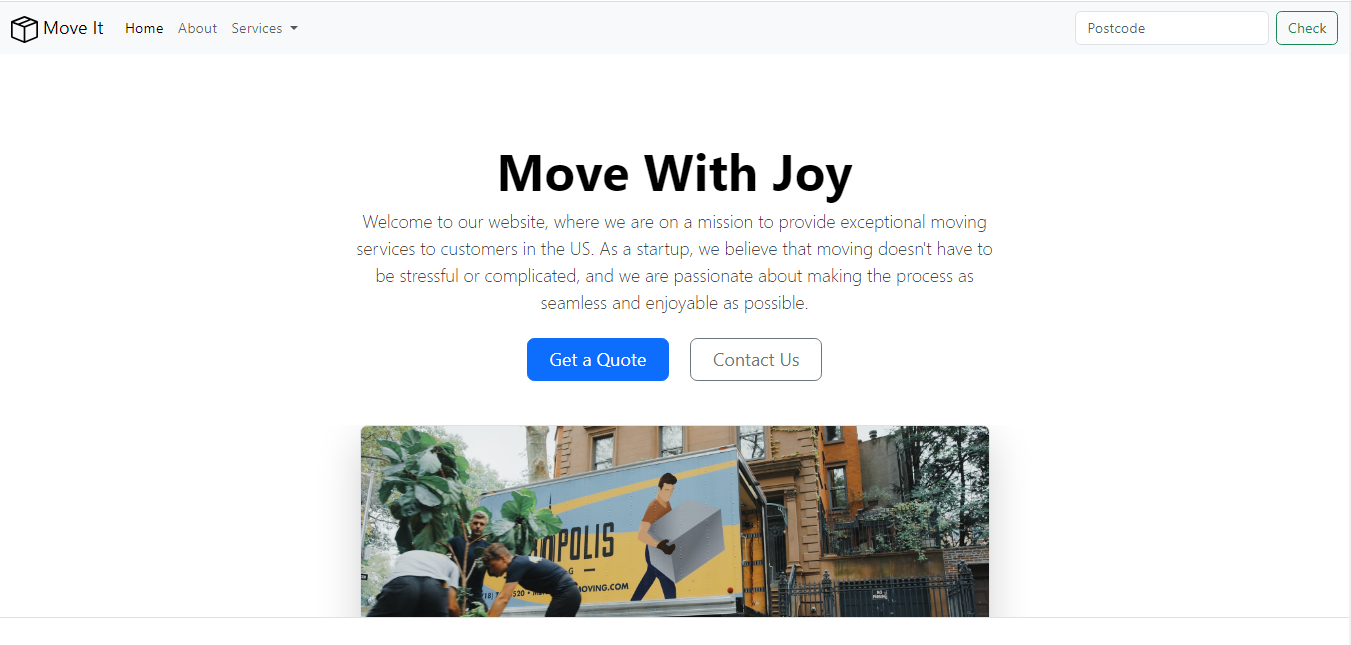 Move It Home About Services Postcode Check
Move With Joy
Welcome to our website, where we are on a mission to provide exceptional moving
services to customers in the US. As a startup, we believe that moving doesn't have to
be stressful or complicated, and we are passionate about making the process as
seamless and enjoyable as possible.
Get a Quote Contact Us
OPOLIS
G
520 • MOVING.COM
NO
PARKING